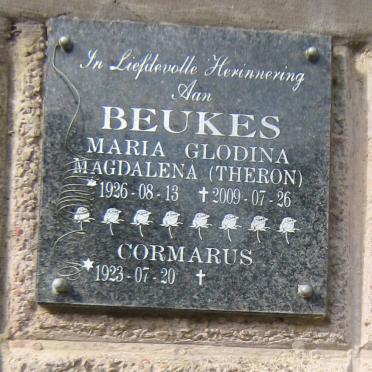 In Liefdevolle Herinnering
Aan
BEUKES
MARIA GLODINA
MAGDALENA (THERON)
* 1926-08-13 † 2009-07-26
CORMARUS
* 1923-07-20 †